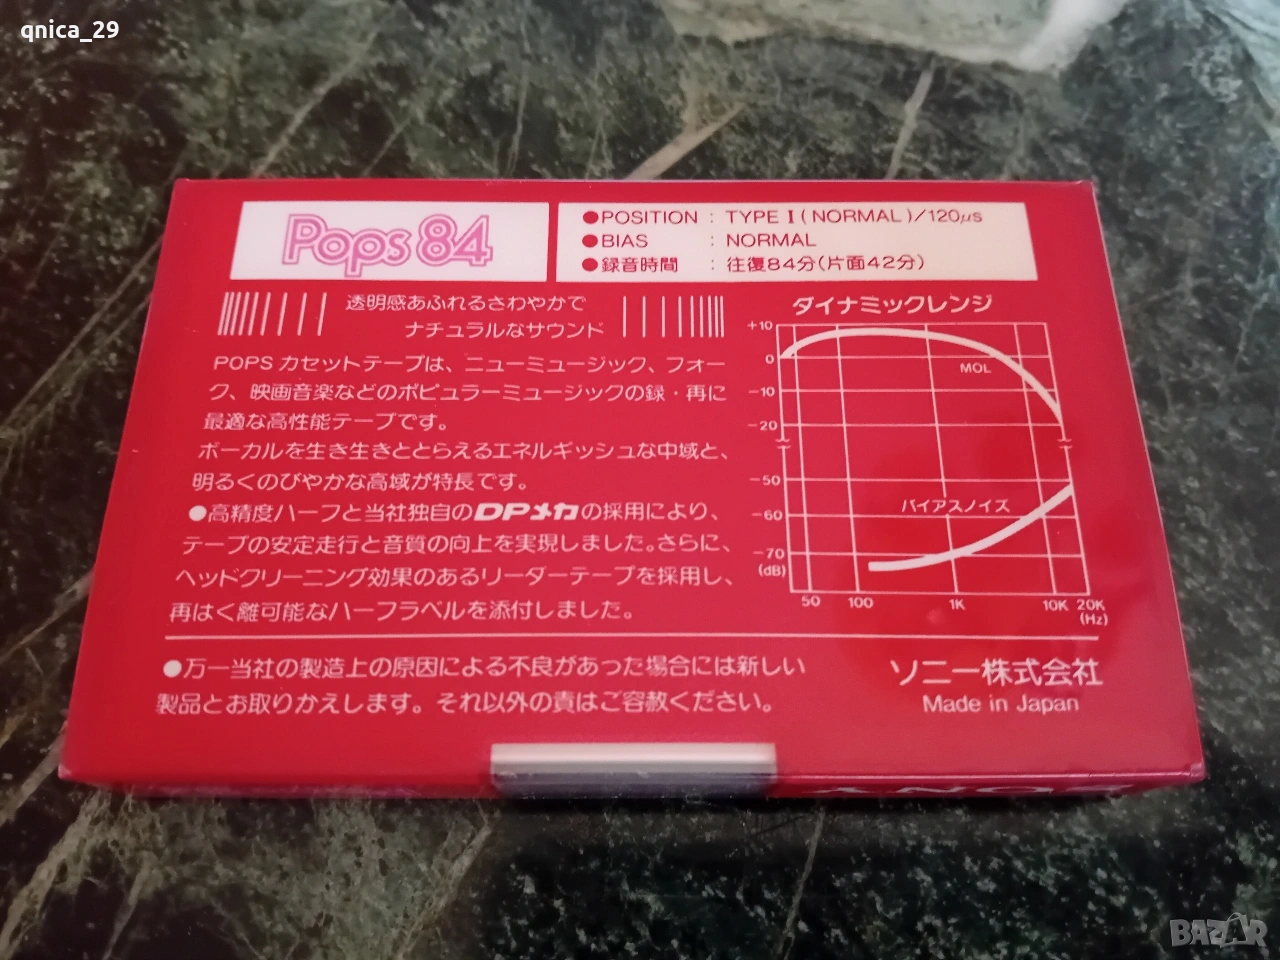 qnica_29
Pops 84
●POSITION : TYPE I (NORMAL)/120μs
●BIAS : NORMAL
●録音時間 : 往復84分(片面42分)
透明感あふれるさわやかで
ナチュラルなサウンド
POPS カセットテープは、ニューミュージック、フォー
ク、映画音楽などのポピュラーミュージックの録・再に
最適な高性能テープです。
ボーカルを生き生きととらえるエネルギッシュな中域と、
明るくのびやかな高域が特長です。
●高精度ハーフと当社独自のDPメカの採用により、
テープの安定走行と音質の向上を実現しました。さらに、
ヘッドクリーニング効果のあるリーダーテープを採用し、
再はく離可能なハーフラベルを添付しました。
ダイナミックレンジ
+10
0
-10
-20
-50
-60
-70
(dB)
MOL
バイアスノイズ
50 100 1K 10K 20K
(Hz)
●万一当社の製造上の原因による不良があった場合には新しい
製品とお取りかえします。それ以外の責はご容赦ください。
ソニー株式会社
Made in Japan
SONY
BAZAR